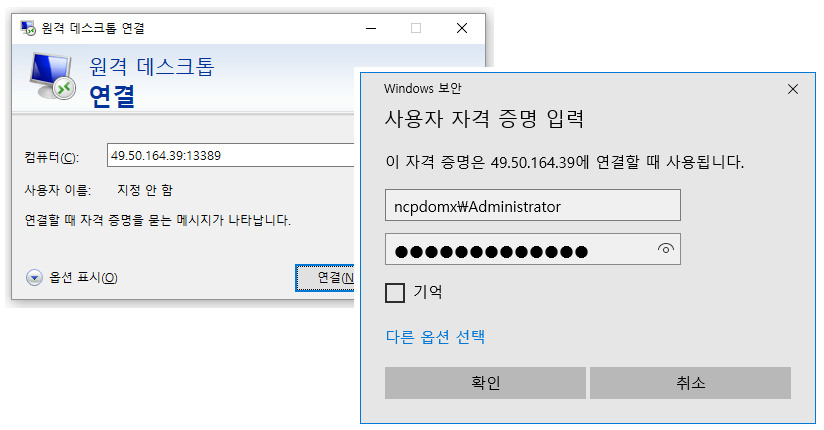 원격 데스크톱 연결
원격 데스크톱
연결
컴퓨터(C):
49.50.164.39:13389
사용자 이름:
지정 안 함
연결할 때 자격 증명을 묻는 메시지가 나타납니다.
옵션 표시(O)
연결(N
Windows 보안
사용자 자격 증명 입력
이 자격 증명은 49.50.164.39에 연결할 때 사용됩니다.
ncpdomx₩Administrator
●●●●●●●●●●●●●
기억
다른 옵션 선택
확인
취소